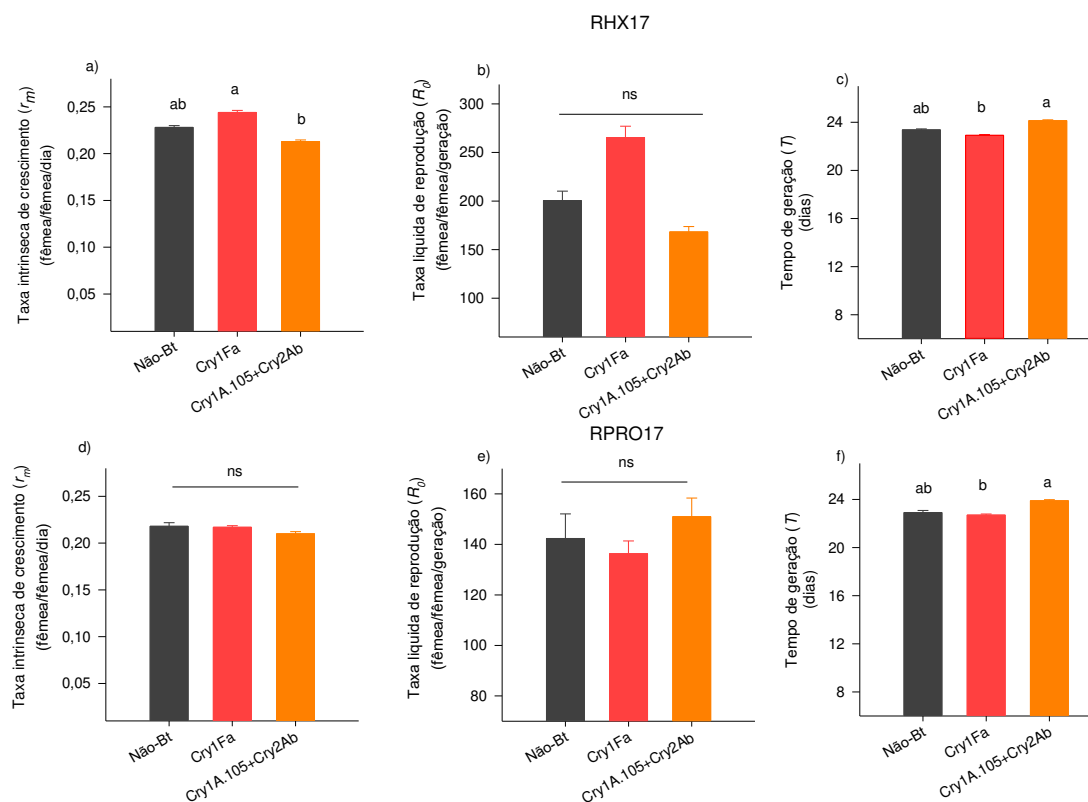 RHX17
a)
Taxa intrinseca de crescimento (rm)
(fêmea/fêmea/dia)
0,25
0,20
0,15
0,10
0,05
ab
a
b
Não-Bt
Cry1Fa
Cry1A.105+Cry2Ab
b)
Taxa liquida de reprodução (R0)
(fêmea/fêmea/geração)
300
250
200
150
100
ns
Não-Bt
Cry1Fa
Cry1A.105+Cry2Ab
c)
Tempo de geração (T)
(dias)
24
20
16
12
8
ab
b
a
Não-Bt
Cry1Fa
Cry1A.105+Cry2Ab
RPRO17
d)
Taxa intrinseca de crescimento (rm)
(fêmea/fêmea/dia)
0,25
0,20
0,15
0,10
0,05
ns
Não-Bt
Cry1Fa
Cry1A.105+Cry2Ab
e)
Taxa liquida de reprodução (R0)
(fêmea/fêmea/geração)
160
140
120
100
80
ns
Não-Bt
Cry1Fa
Cry1A.105+Cry2Ab
f)
Tempo de geração (T)
(dias)
24
20
16
12
8
ab
b
a
Não-Bt
Cry1Fa
Cry1A.105+Cry2Ab